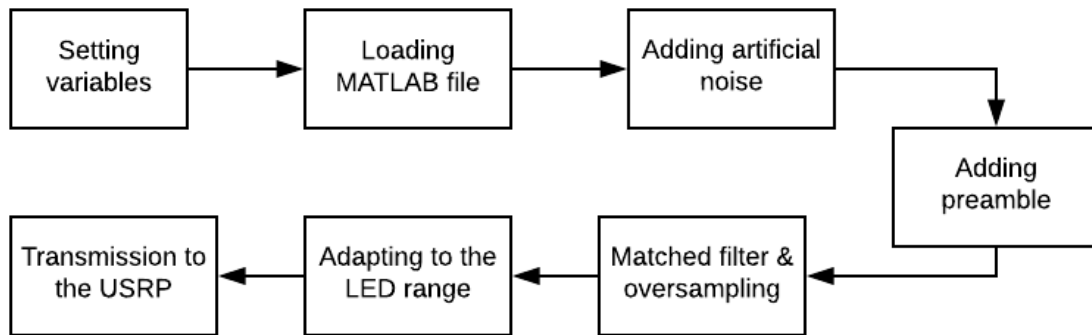 Setting
variables
Loading
MATLAB file
Adding artificial
noise
Adding
preamble
Matched filter &
oversampling
Adapting to the
LED range
Transmission to
the USRP